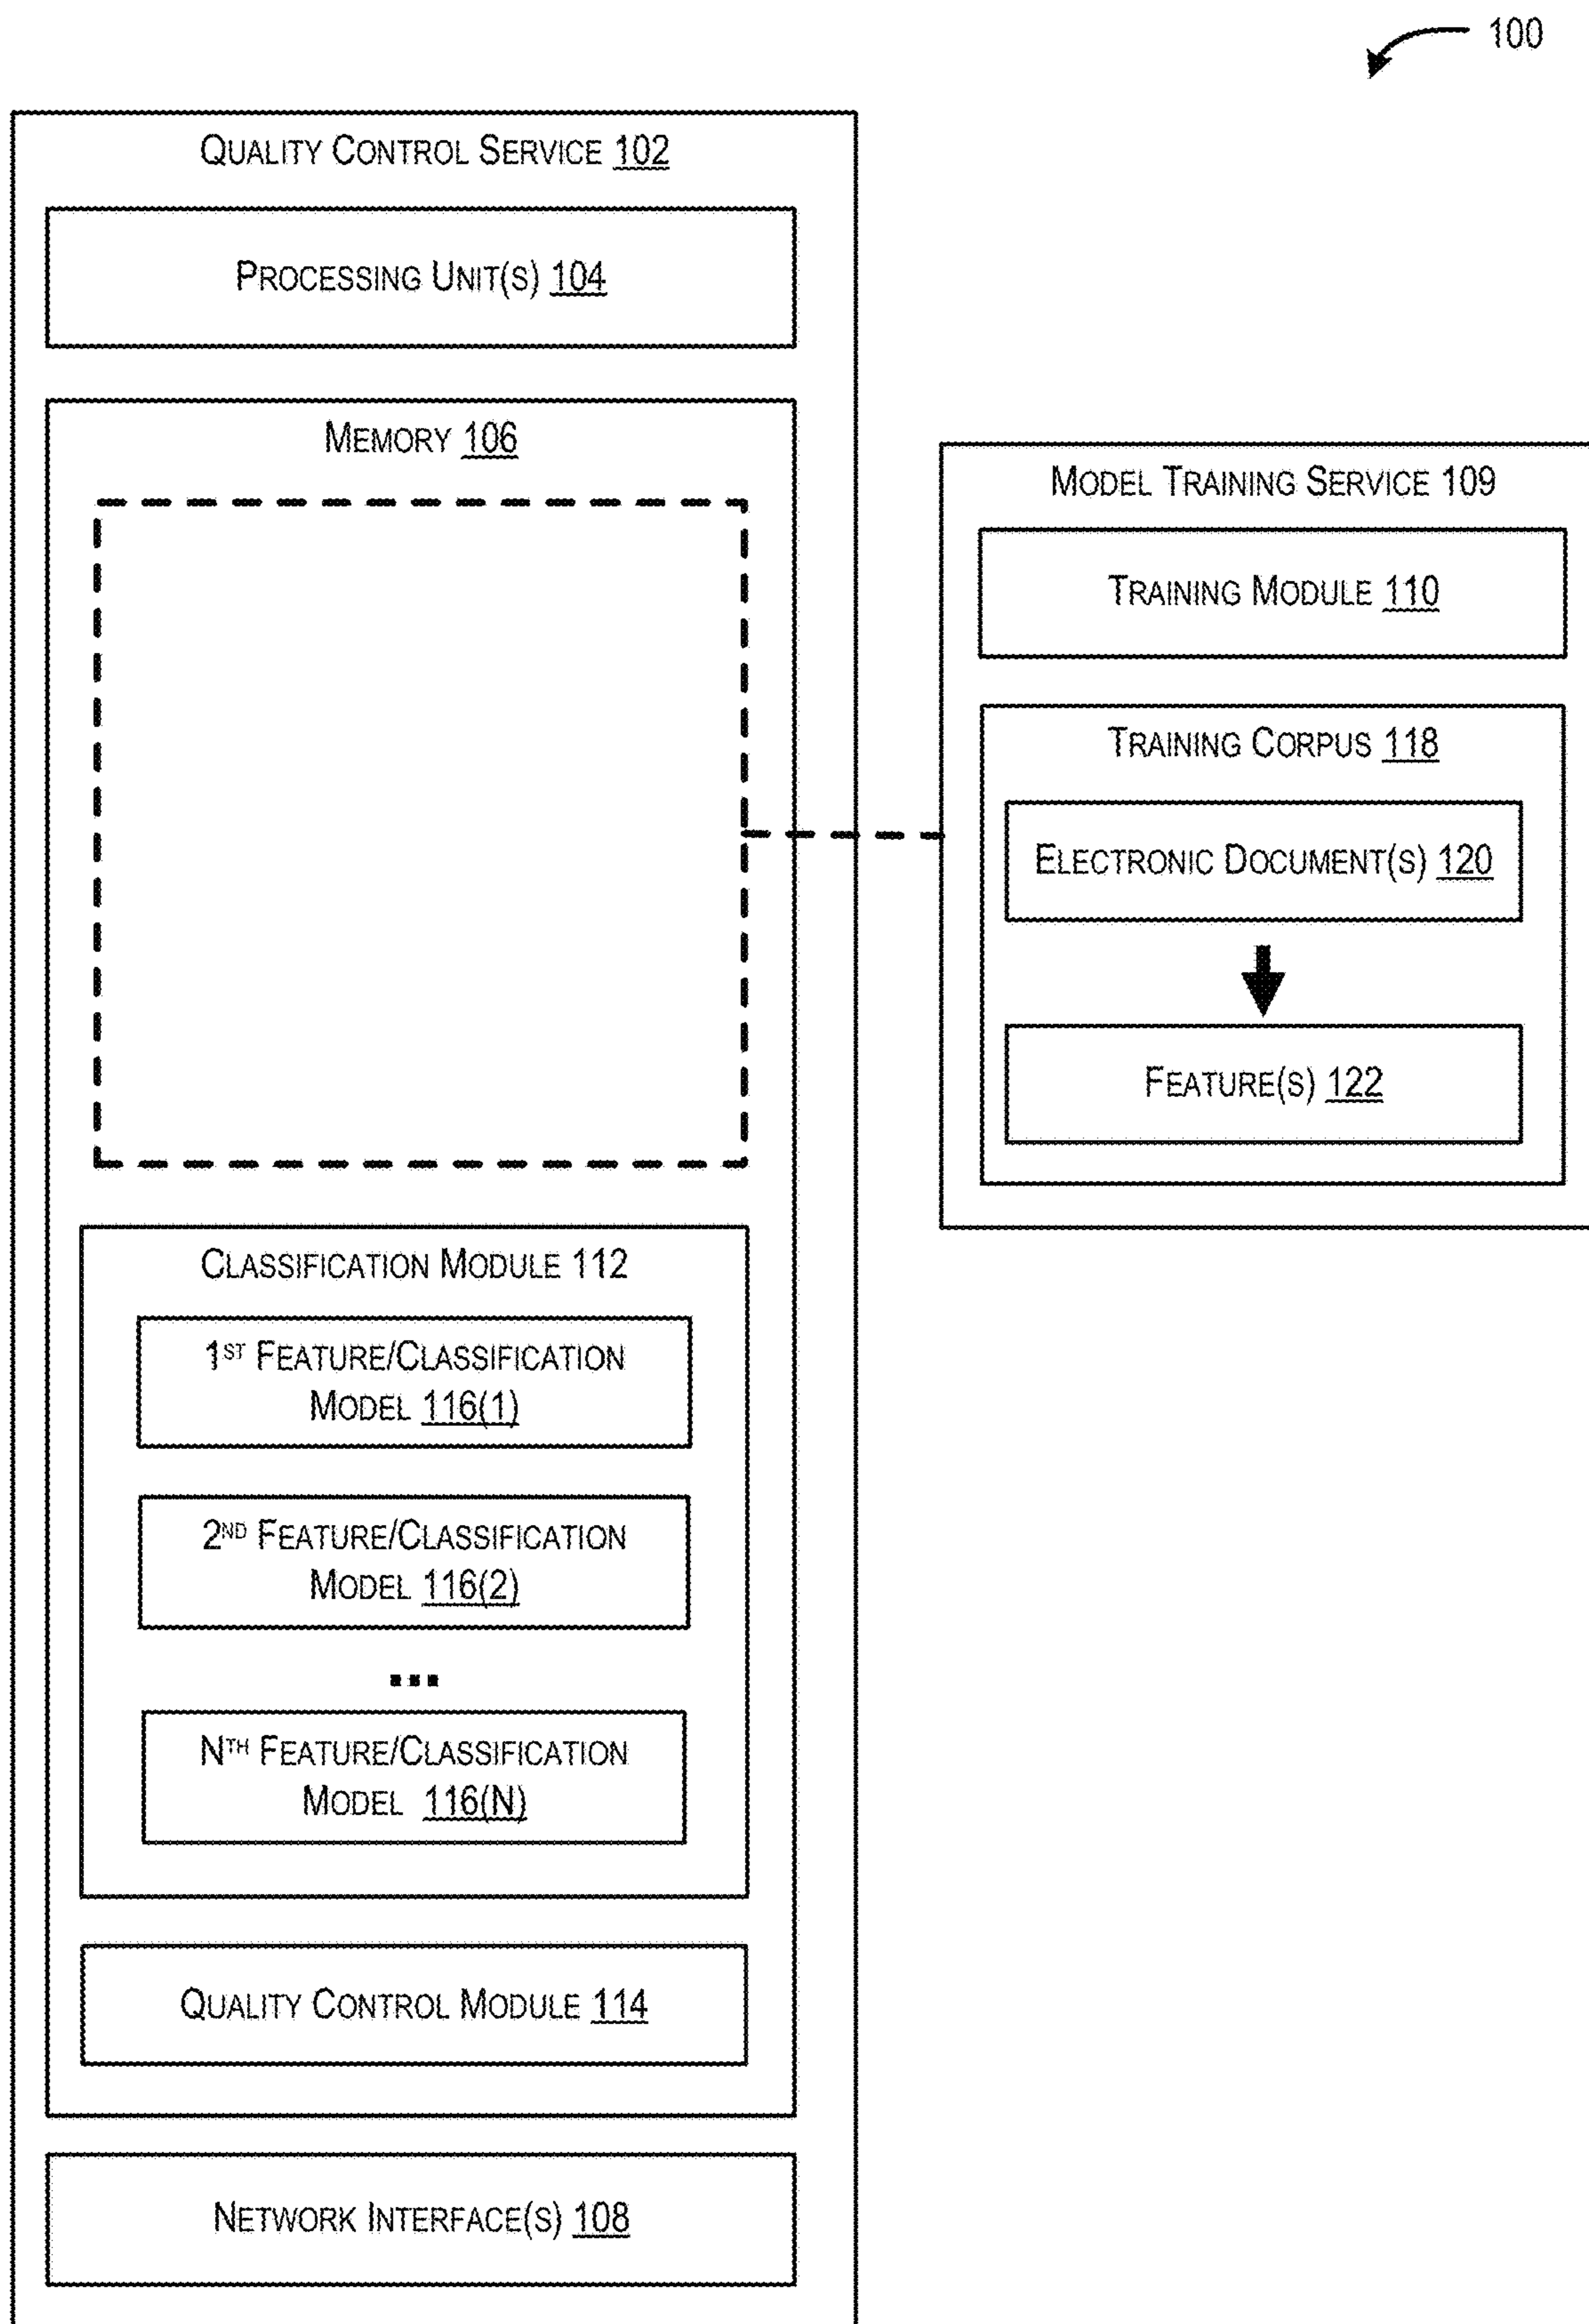 100
QUALITY CONTROL SERVICE 102
PROCESSING UNIT(S) 104
MEMORY 106
MODEL TRAINING SERVICE 109
TRAINING MODULE 110
TRAINING CORPUS 118
ELECTRONIC DOCUMENT(S) 120
FEATURE(S) 122
CLASSIFICATION MODULE 112
1ST FEATURE/CLASSIFICATION
MODEL 116(1)
2ND FEATURE/CLASSIFICATION
MODEL 116(2)
...
NTH FEATURE/CLASSIFICATION
MODEL 116(N)
QUALITY CONTROL MODULE 114
NETWORK INTERFACE(S) 108